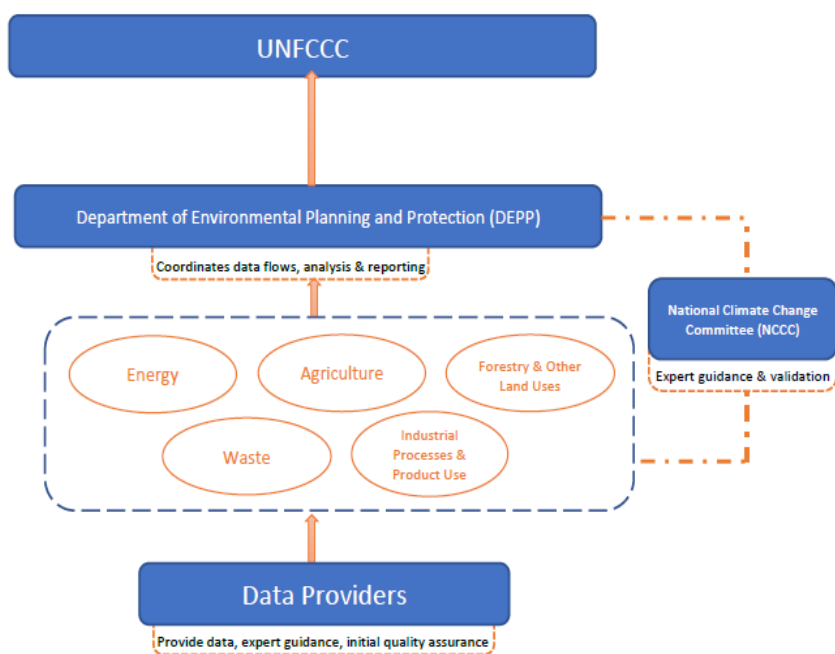 UNFCCC
Department of Environmental Planning and Protection (DEPP)
Coordinates data flows, analysis & reporting
National Climate Change
Committee (NCCC)
Expert guidance & validation
Energy
Agriculture
Forestry & Other
Land Uses
Waste
Industrial
Processes &
Product Use
Data Providers
Provide data, expert guidance, initial quality assurance